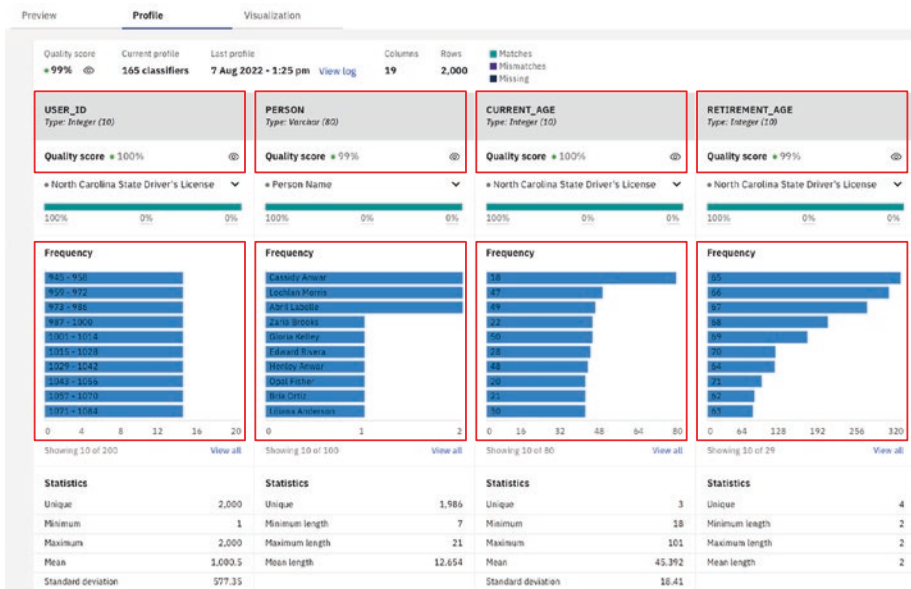 Preview Profile Visualization
Quality score Current profile Last profile Columns Rows Matches
99% 165 classifiers 7 Aug 2022 - 1:25 pm View log 19 2,000 Mismatches
Missing
USER_ID PERSON CURRENT_AGE RETIREMENT_AGE
Type: Integer (10) Type: Varchar (80) Type: Integer (10) Type: Integer (10)
Quality score 100% Quality score 99% Quality score 100% Quality score 99%
North Carolina State Driver's License Person Name North Carolina State Driver's License North Carolina State Driver's License
100% 0% 0% 100% 0% 0% 100% 0% 0% 100% 0% 0%
Frequency Frequency Frequency Frequency
945 - 958 Cassidy Anwar 18 65
959 - 972 Lochlan Morris 47 66
973 - 986 Abril Labolle 49 67
987 - 1000 Zaria Brooks 22 68
1001 - 1014 Gloria Kelley 50 69
1015 - 1028 Edward Rivera 28 70
1029 - 1042 Henley Anwar 48 64
1043 - 1056 Opal Fisher 20 71
1057 - 1070 Bria Ortiz 21 62
1071 - 1084 Liliana Anderson 30 63
0 4 8 12 16 20 0 1 2 0 16 32 48 64 80 0 64 128 192 256 320
Showing 10 of 200 View all Showing 10 of 100 View all Showing 10 of 80 View all Showing 10 of 29 View all
Statistics Statistics Statistics Statistics
Unique 2,000 Unique 1,986 Unique 3 Unique 4
Minimum 1 Minimum length 7 Minimum 18 Minimum length 2
Maximum 2,000 Maximum length 21 Maximum 101 Maximum length 2
Mean 1,000.5 Mean length 12.654 Mean 45.392 Mean length 2
Standard deviation 577.35 Standard deviation 18.41